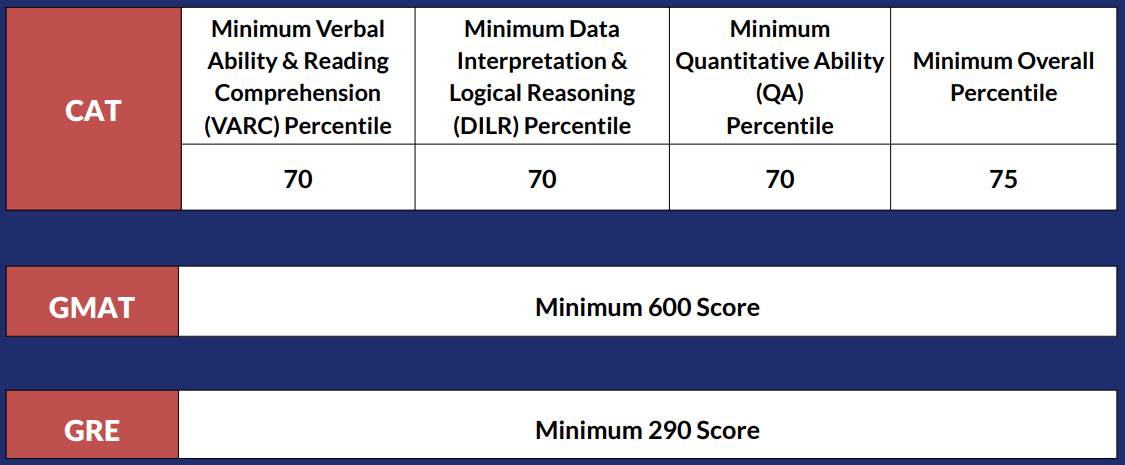 CAT
Minimum Verbal
Ability & Reading
Comprehension
(VARC) Percentile
Minimum Data
Interpretation &
Logical Reasoning
(DILR) Percentile
Minimum
Quantitative Ability
(QA)
Percentile
Minimum Overall
Percentile
70
70
70
75
GMAT
Minimum 600 Score
GRE
Minimum 290 Score